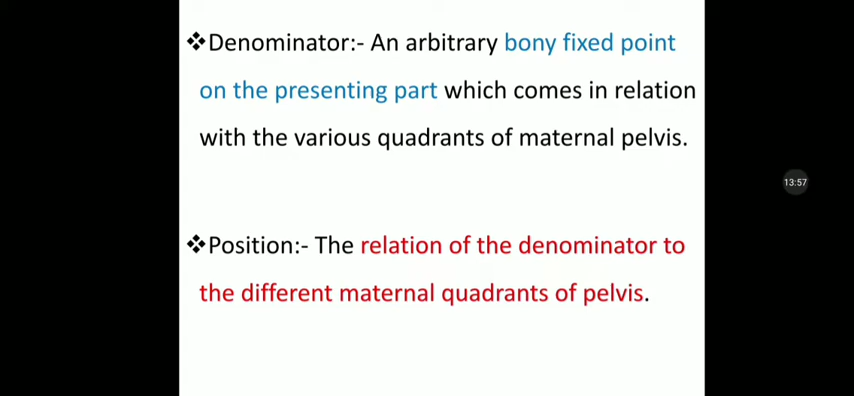 ❖Denominator:- An arbitrary bony fixed point
on the presenting part which comes in relation
with the various quadrants of maternal pelvis.
13:57
❖Position:- The relation of the denominator to
the different maternal quadrants of pelvis.